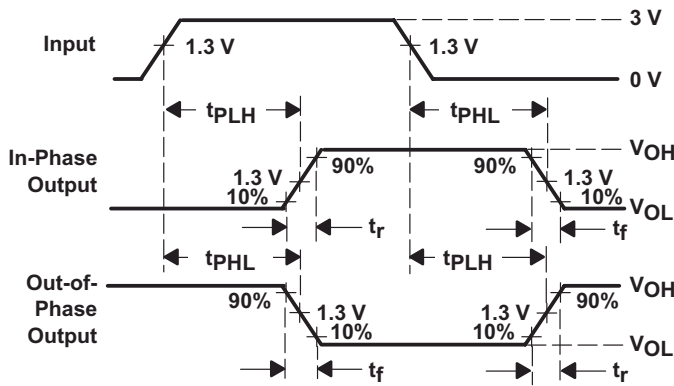 3 V
Input
1.3 V
1.3 V
0 V
tPLH
tPHL
In-Phase
Output
VOH
90%
90%
1.3 V
1.3 V
10%
10%
VOL
tr
tf
tPHL
tPLH
Out-of-
Phase
Output
VOH
90%
90%
1.3 V
1.3 V
10%
10%
VOL
tf
tr